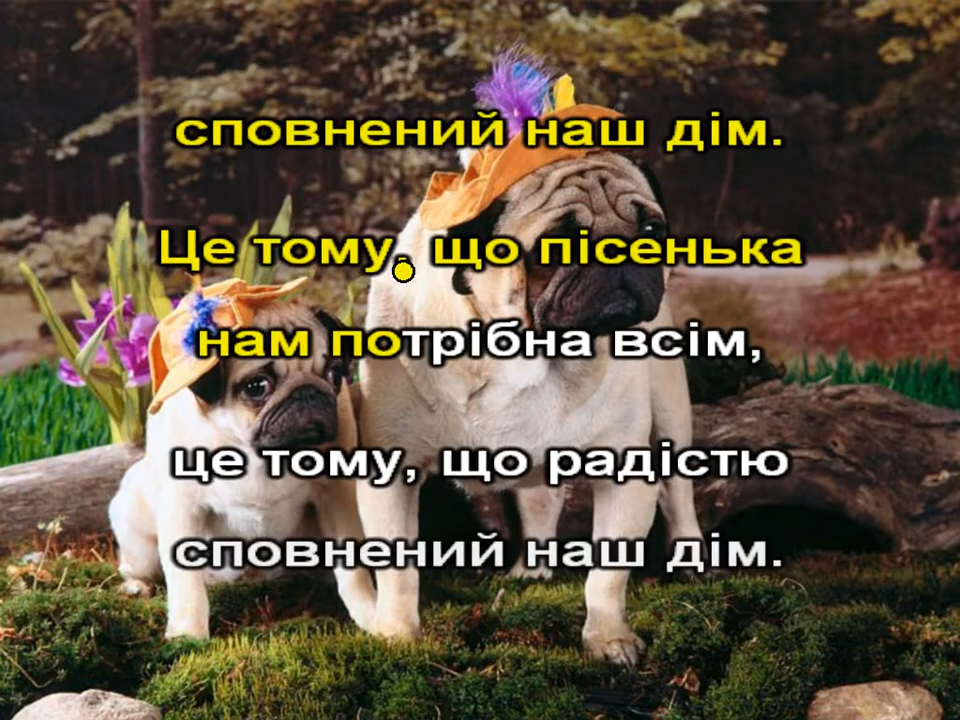 сповнений наш дім.
Це тому, що пісенька
нам потрібна всім,
це тому, що радістю
сповнений наш дім.